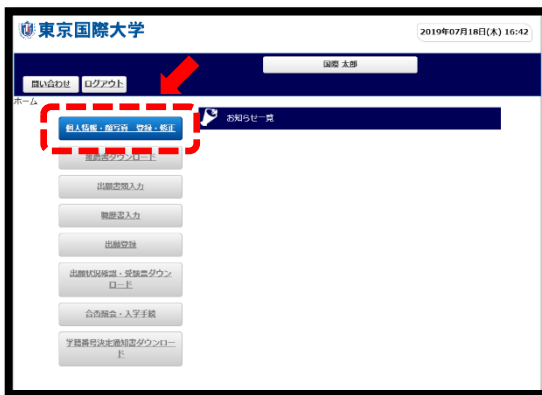 東京国際大学
2019年07月18日(木) 16:42
国際 太郎
問い合わせ ログアウト
ホーム
個人情報・顔写真 登録・修正
お知らせ一覧
推薦書ダウンロード
出願書類入力
職歴書入力
出願登録
出願状況確認・受験票ダウン
ロード
合否照会・入学手続
学籍番号決定通知書ダウンロー
ド